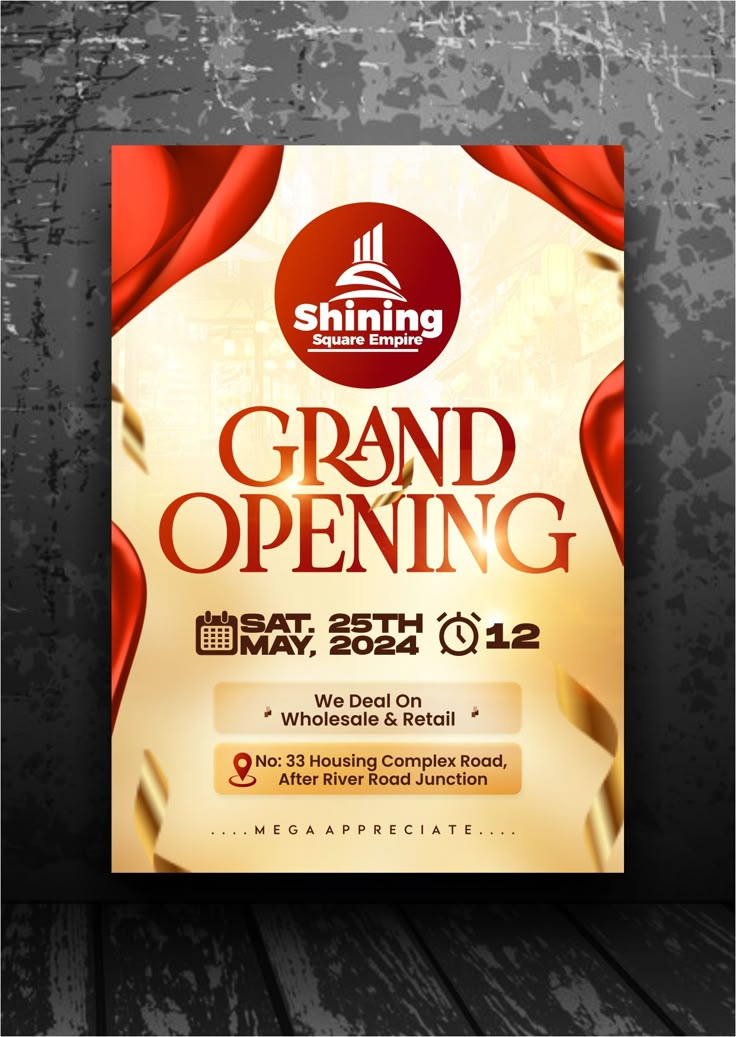 Shining
Square Empire
GRAND
OPENING
SAT. 25TH
MAY, 2024
12
We Deal On
Wholesale & Retail
No: 33 Housing Complex Road,
After River Road Junction
....MEGA APPRECIATE....